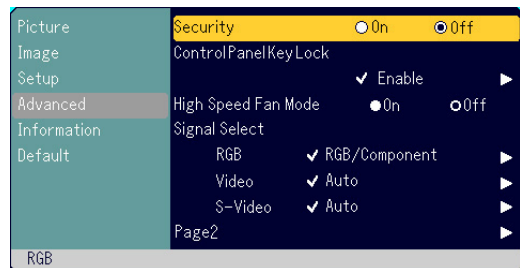 Picture
Image
Setup
Advanced
Information
Default
Security On Off
ControlPanelKeyLock
Enable
High Speed Fan Mode On Off
Signal Select
RGB RGB/Component
Video Auto
S-Video Auto
Page2
RGB